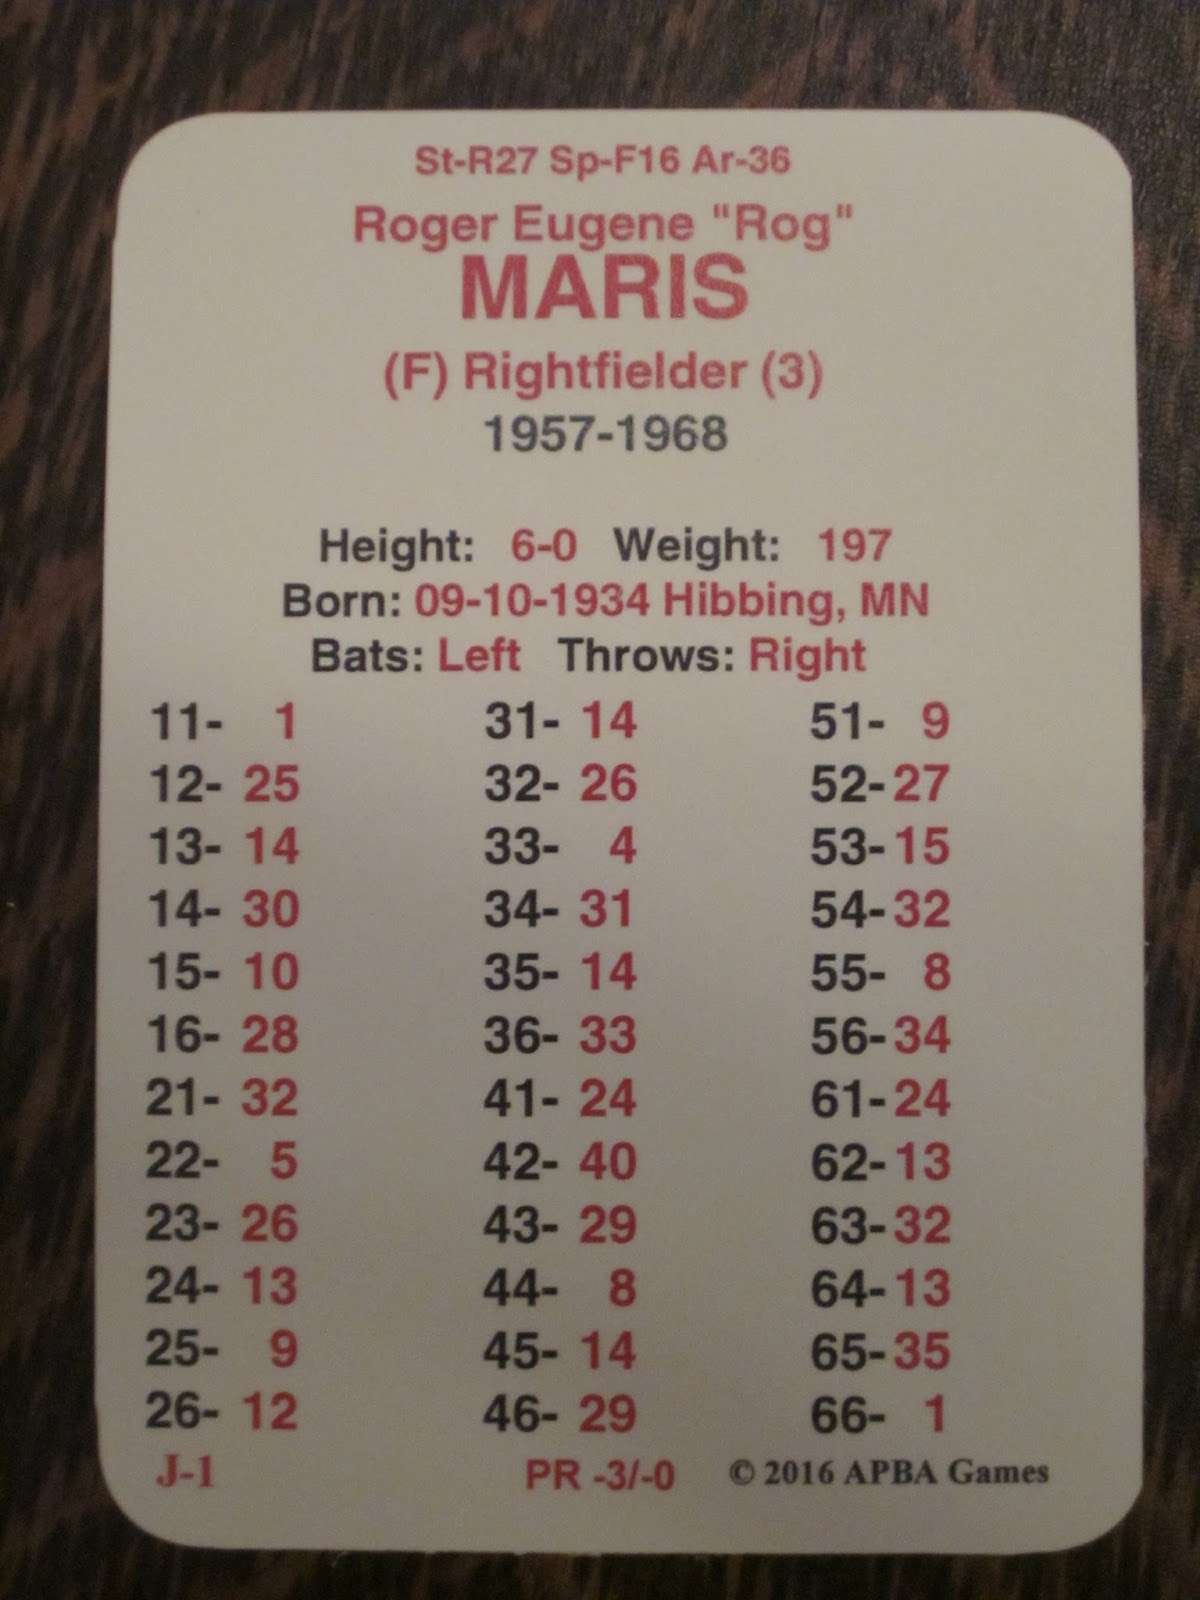 St-R27 Sp-F16 Ar-36
Roger Eugene "Rog"
MARIS
(F) Rightfielder (3)
1957-1968
Height: 6-0 Weight: 197
Born: 09-10-1934 Hibbing, MN
Bats: Left Throws: Right
11- 1 31- 14 51- 9
12- 25 32- 26 52- 27
13- 14 33- 4 53- 15
14- 30 34- 31 54- 32
15- 10 35- 14 55- 8
16- 28 36- 33 56- 34
21- 32 41- 24 61- 24
22- 5 42- 40 62- 13
23- 26 43- 29 63- 32
24- 13 44- 8 64- 13
25- 9 45- 14 65- 35
26- 12 46- 29 66- 1
J-1 PR -3/-0 © 2016 APBA Games